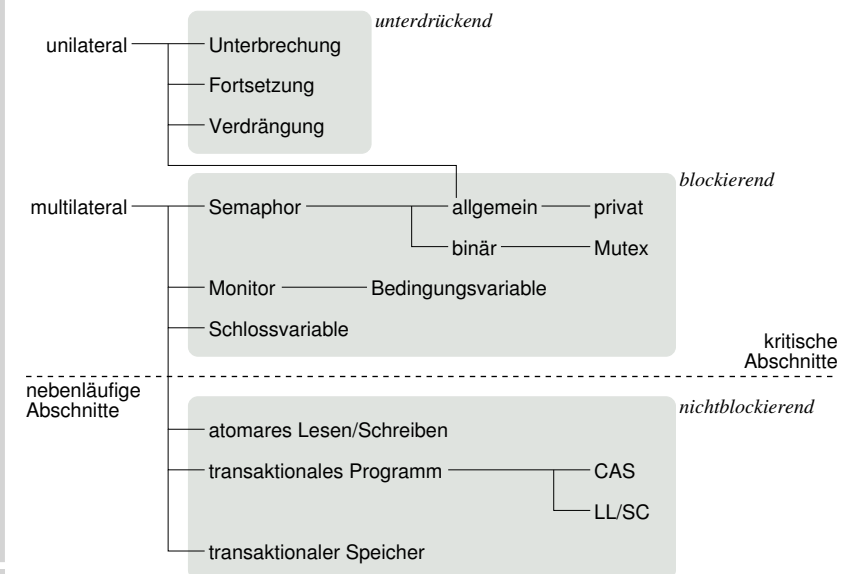 unterdrückend
unilateral Unterbrechung
Fortsetzung
Verdrängung
blockierend
multilateral Semaphor allgemein privat
binär Mutex
Monitor Bedingungsvariable
Schlossvariable
kritische
Abschnitte
nebenläufige
Abschnitte
nichtblockierend
atomares Lesen/Schreiben
transaktionales Programm CAS
LL/SC
transaktionaler Speicher